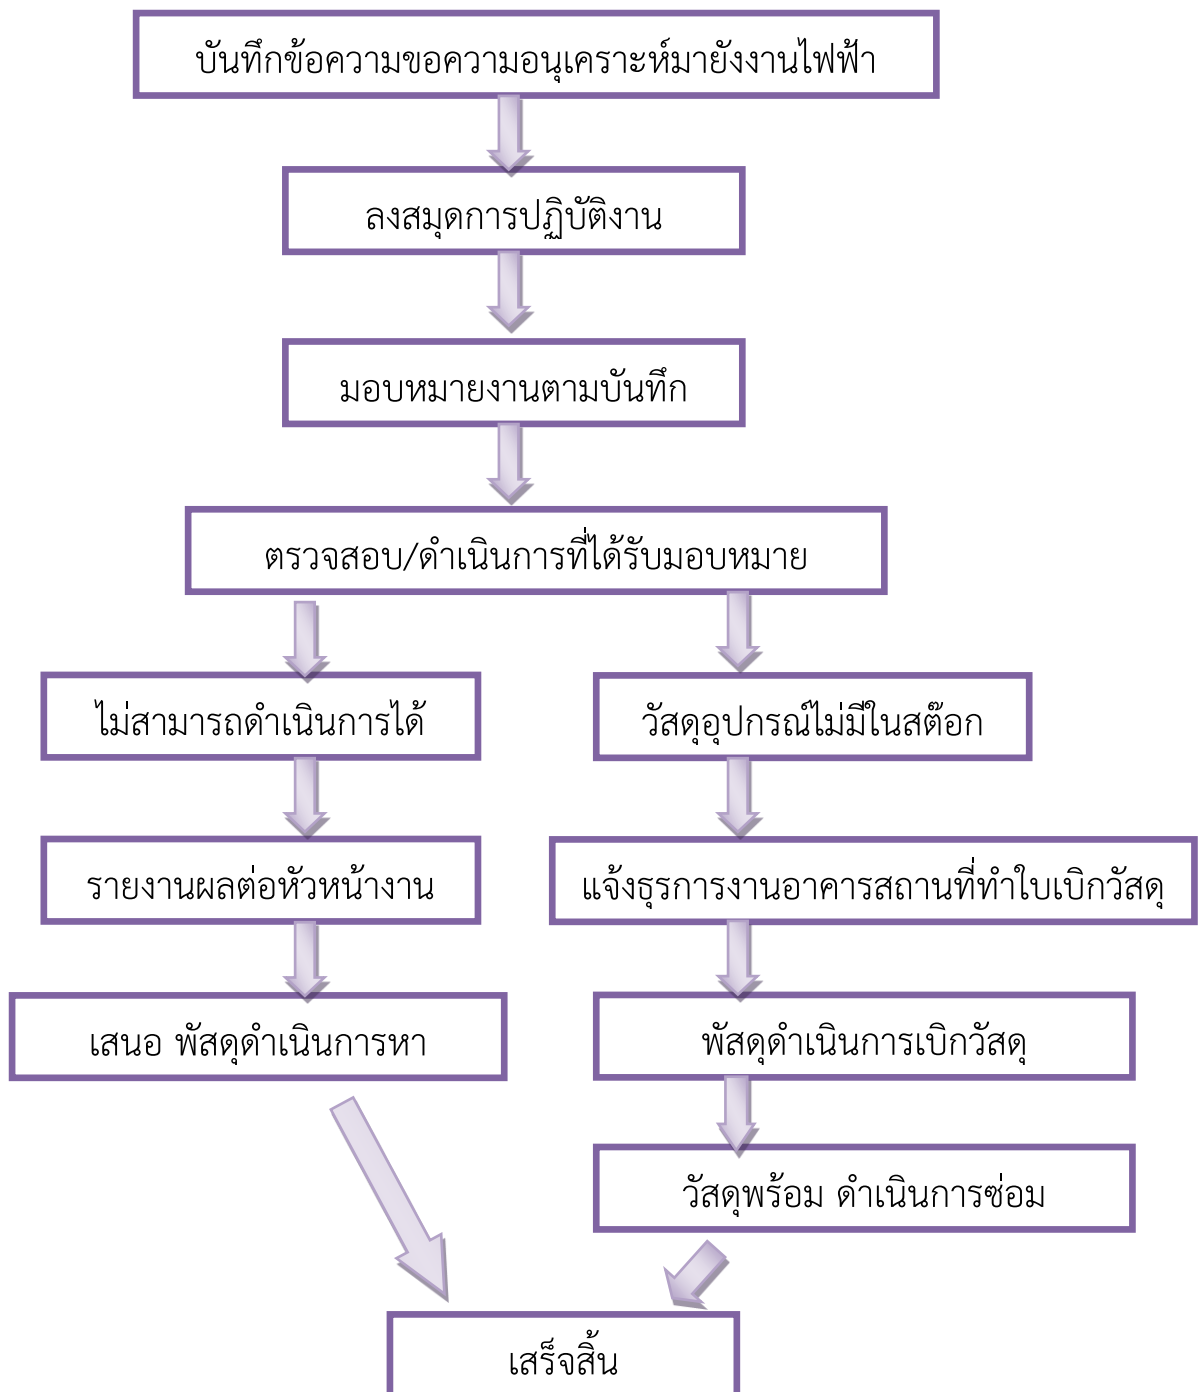 บันทึกข้อความขอความอนุเคราะห์มายังงานไฟฟ้า
ลงสมุดการปฏิบัติงาน
มอบหมายงานตามบันทึก
ตรวจสอบ/ดำเนินการที่ได้รับมอบหมาย
ไม่สามารถดำเนินการได้
วัสดุอุปกรณ์ไม่มีในสต๊อก
รายงานผลต่อหัวหน้างาน
แจ้งธุรการงานอาคารสถานที่ทำใบเบิกวัสดุ
เสนอ พัสดุดำเนินการหา
พัสดุดำเนินการเบิกวัสดุ
วัสดุพร้อม ดำเนินการซ่อม
เสร็จสิ้น